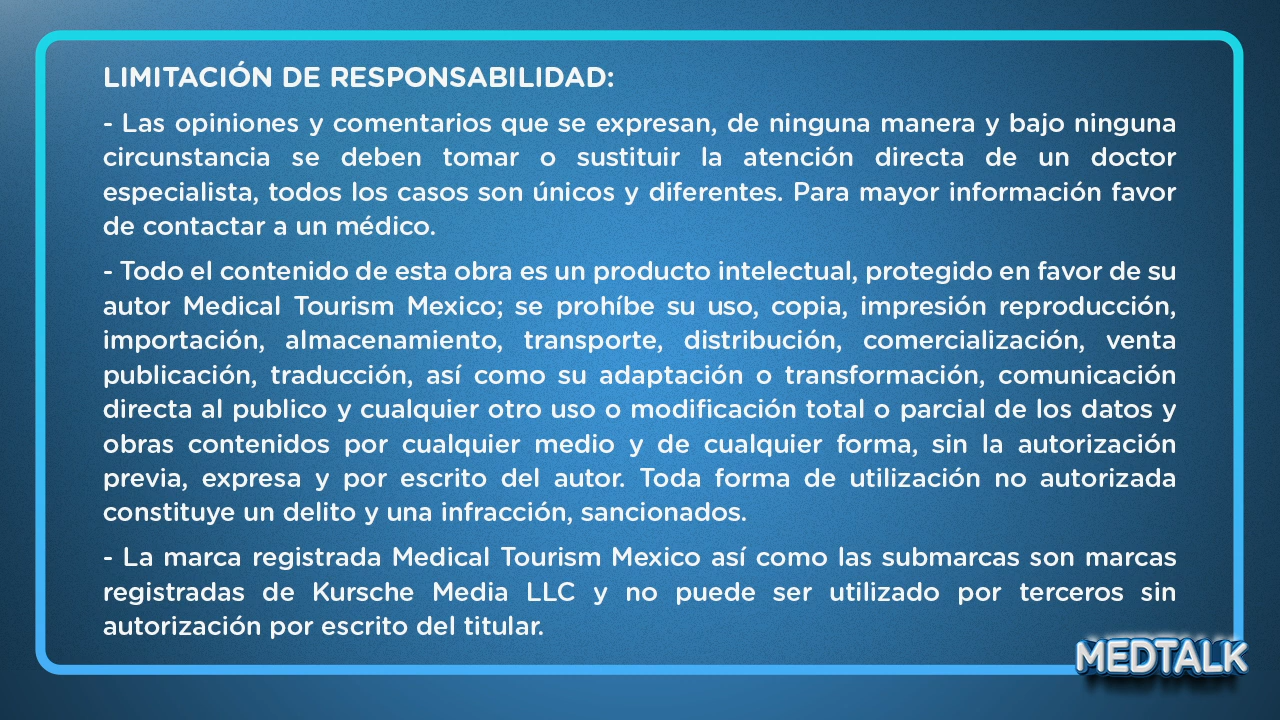 LIMITACIÓN DE RESPONSABILIDAD:
- Las opiniones y comentarios que se expresan, de ninguna manera y bajo ninguna
circunstancia se deben tomar o sustituir la atención directa de un doctor
especialista, todos los casos son únicos y diferentes. Para mayor información favor
de contactar a un médico.
- Todo el contenido de esta obra es un producto intelectual, protegido en favor de su
autor Medical Tourism Mexico; se prohíbe su uso, copia, impresión reproducción,
importación, almacenamiento, transporte, distribución, comercialización, venta
publicación, traducción, así como su adaptación o transformación, comunicación
directa al publico y cualquier otro uso o modificación total o parcial de los datos y
obras contenidos por cualquier medio y de cualquier forma, sin la autorización
previa, expresa y por escrito del autor. Toda forma de utilización no autorizada
constituye un delito y una infracción, sancionados.
- La marca registrada Medical Tourism Mexico así como las submarcas son marcas
registradas de Kursche Media LLC y no puede ser utilizado por terceros sin
autorización por escrito del titular.
MEDTALK